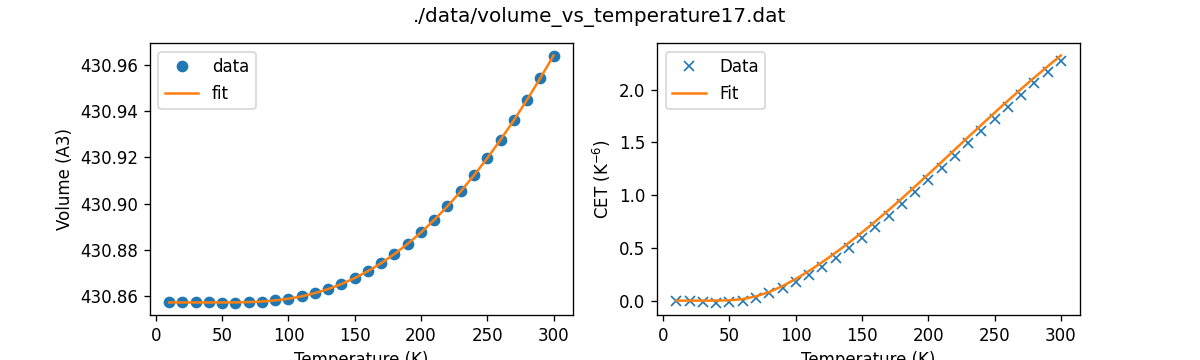 ./data/volume_vs_temperature17.dat
data
fit
Volume (A3)
430.96
430.94
430.92
430.90
430.88
430.86
0 50 100 150 200 250 300
Temperature (K)
Data
Fit
CET (K⁻⁶)
2.0
1.5
1.0
0.5
0.0
0 50 100 150 200 250 300
Temperature (K)